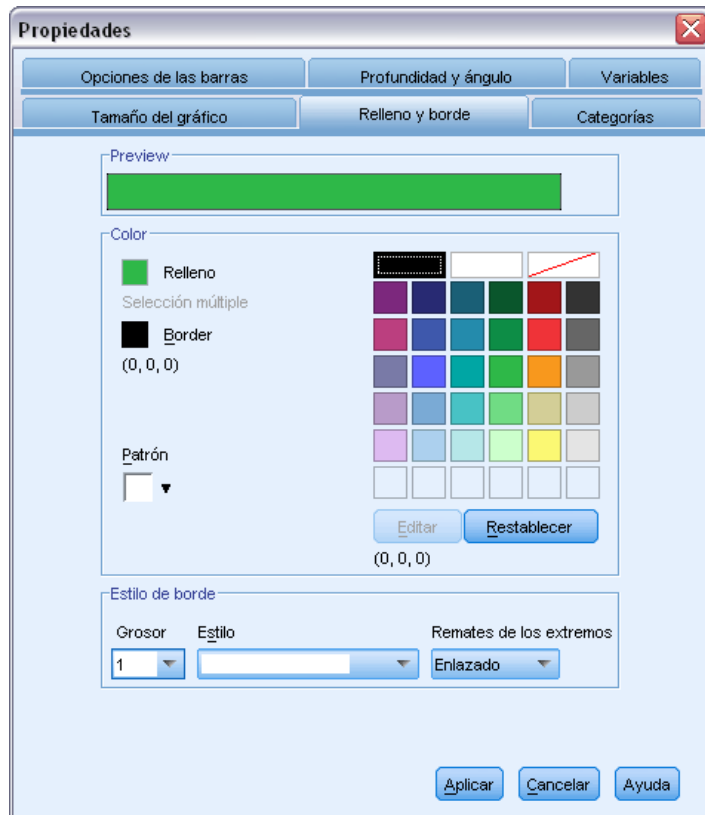 Propiedades
Opciones de las barras Profundidad y ángulo Variables
Tamaño del gráfico Relleno y borde Categorías
Preview
Color
Relleno
Selección múltiple
Border
(0, 0, 0)
Patrón
Editar Restablecer
(0, 0, 0)
Estilo de borde
Grosor Estilo Remates de los extremos
1 Enlazado
Aplicar Cancelar Ayuda